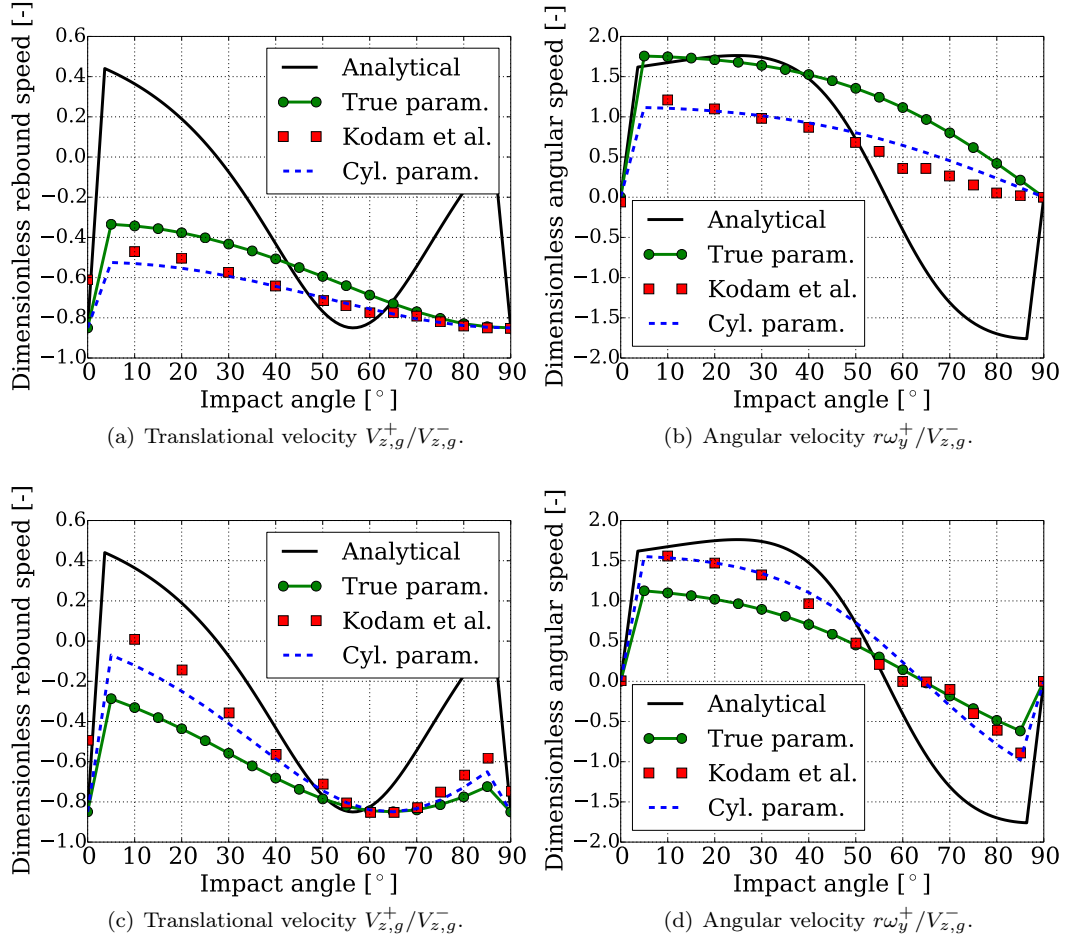 Dimensionless rebound speed [-]
0.6
0.4
0.2
0.0
−0.2
−0.4
−0.6
−0.8
−1.0
0 10 20 30 40 50 60 70 80 90
Impact angle [°]
Analytical
True param.
Kodam et al.
Cyl. param.
(a) Translational velocity $V_{z,g}^{+}/V_{z,g}^{-}$.
Dimensionless angular speed [-]
2.0
1.5
1.0
0.5
0.0
−0.5
−1.0
−1.5
−2.0
0 10 20 30 40 50 60 70 80 90
Impact angle [°]
Analytical
True param.
Kodam et al.
Cyl. param.
(b) Angular velocity $r\omega_{y}^{+}/V_{z,g}^{-}$.
Dimensionless rebound speed [-]
0.6
0.4
0.2
0.0
−0.2
−0.4
−0.6
−0.8
−1.0
0 10 20 30 40 50 60 70 80 90
Impact angle [°]
Analytical
True param.
Kodam et al.
Cyl. param.
(c) Translational velocity $V_{z,g}^{+}/V_{z,g}^{-}$.
Dimensionless angular speed [-]
2.0
1.5
1.0
0.5
0.0
−0.5
−1.0
−1.5
−2.0
0 10 20 30 40 50 60 70 80 90
Impact angle [°]
Analytical
True param.
Kodam et al.
Cyl. param.
(d) Angular velocity $r\omega_{y}^{+}/V_{z,g}^{-}$.